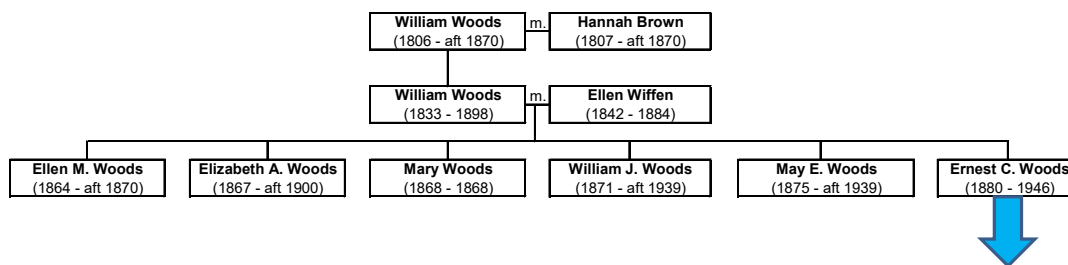 William Woods m. Hannah Brown
(1806 - aft 1870) (1807 - aft 1870)
William Woods m. Ellen Wiffen
(1833 - 1898) (1842 - 1884)
Ellen M. Woods Elizabeth A. Woods Mary Woods William J. Woods May E. Woods Ernest C. Woods
(1864 - aft 1870) (1867 - aft 1900) (1868 - 1868) (1871 - aft 1939) (1875 - aft 1939) (1880 - 1946)